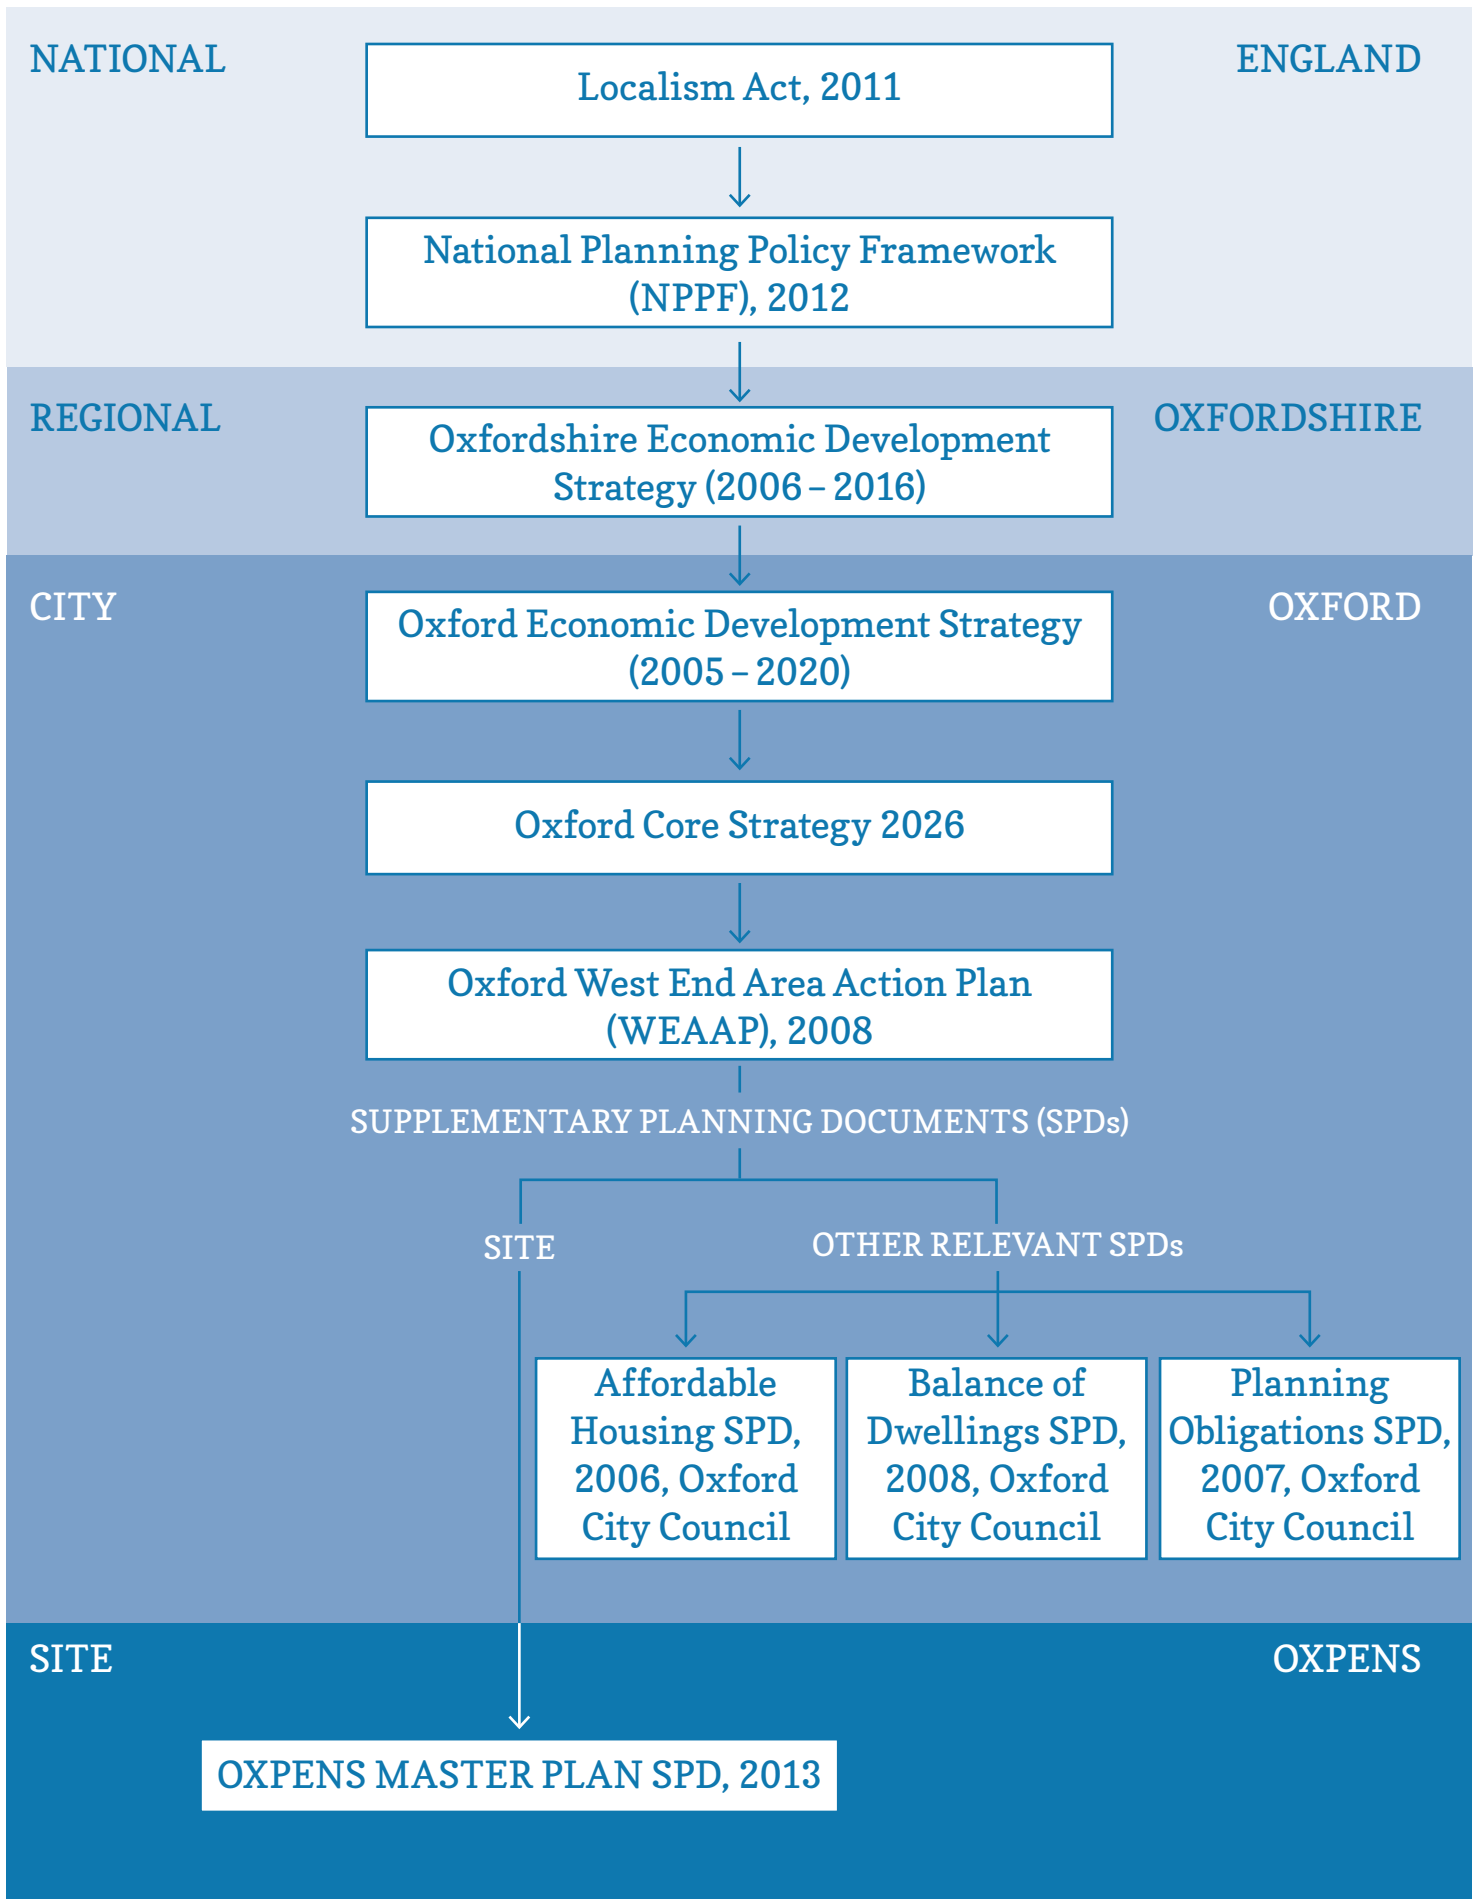 NATIONAL
ENGLAND
Localism Act, 2011
National Planning Policy Framework
(NPPF), 2012
REGIONAL
OXFORDSHIRE
Oxfordshire Economic Development
Strategy (2006 – 2016)
CITY
OXFORD
Oxford Economic Development Strategy
(2005 – 2020)
Oxford Core Strategy 2026
Oxford West End Area Action Plan
(WEAAP), 2008
SUPPLEMENTARY PLANNING DOCUMENTS (SPDs)
SITE
OTHER RELEVANT SPDs
Affordable
Housing SPD,
2006, Oxford
City Council
Balance of
Dwellings SPD,
2008, Oxford
City Council
Planning
Obligations SPD,
2007, Oxford
City Council
SITE
OXPENS
OXPENS MASTER PLAN SPD, 2013